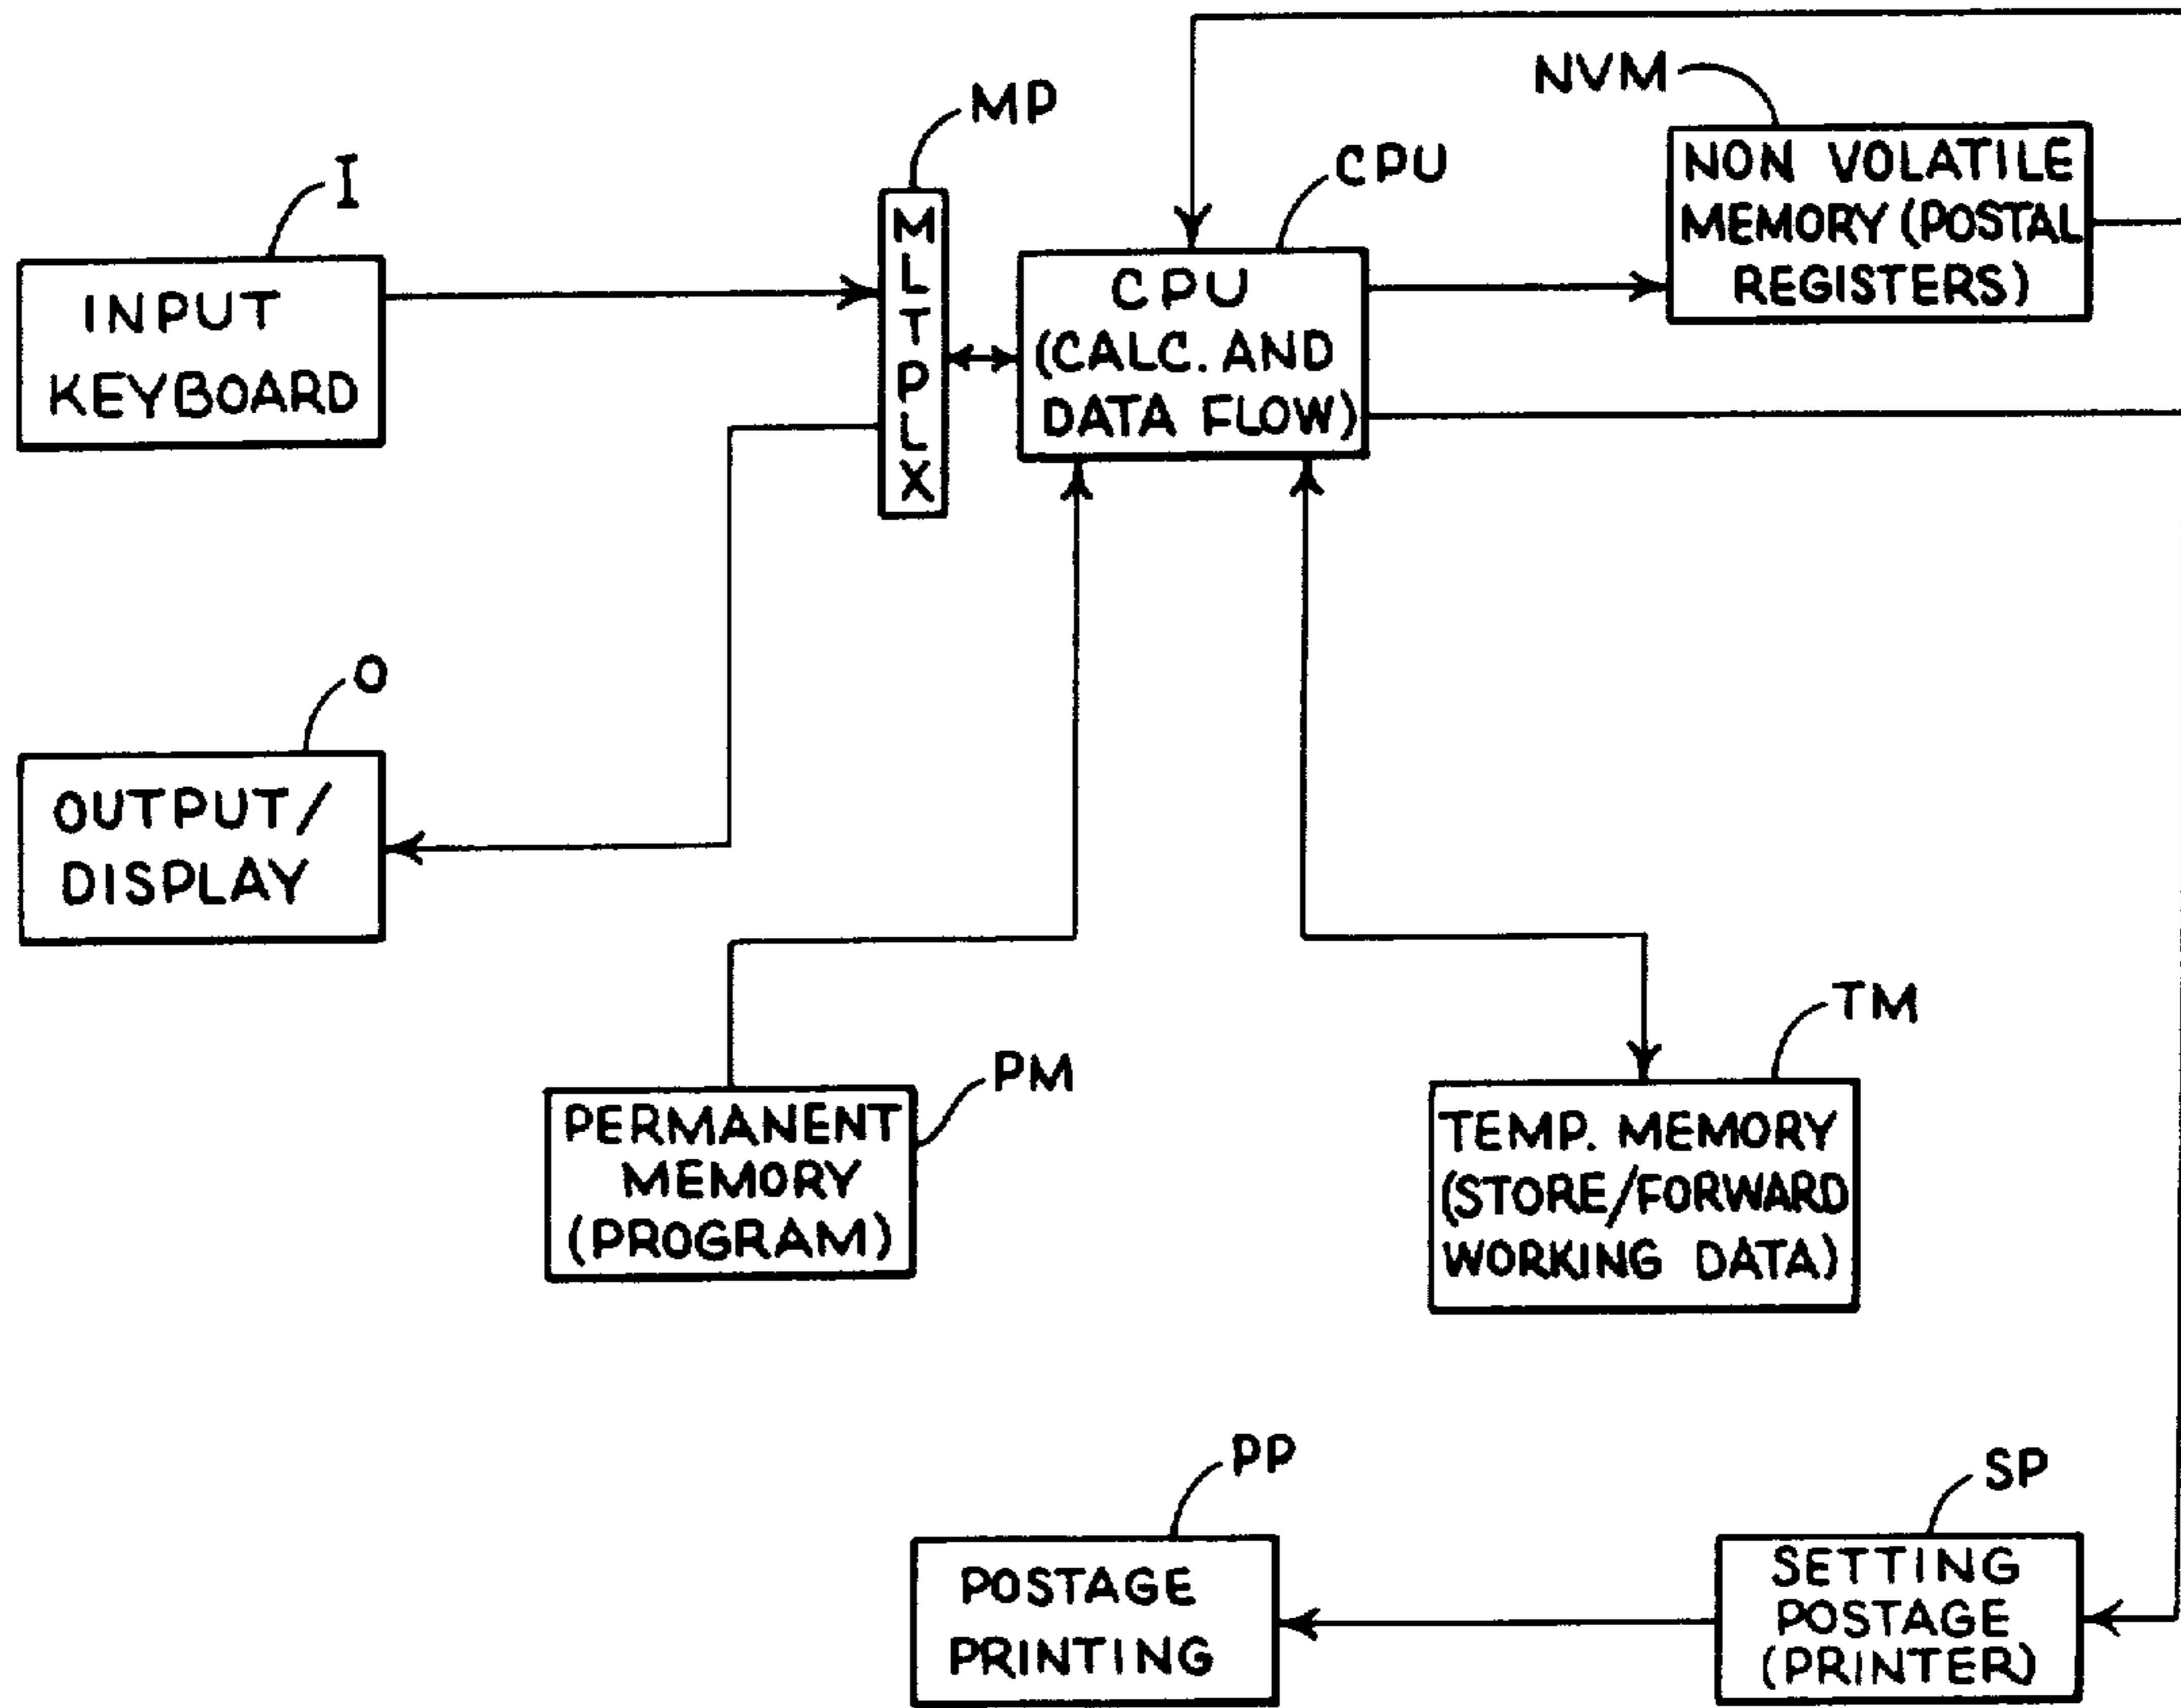 NVM
NON VOLATILE
MEMORY (POSTAL
REGISTERS)
MP
MLTPLX
CPU
CPU
(CALC. AND
DATA FLOW)
I
INPUT
KEYBOARD
O
OUTPUT/
DISPLAY
PM
PERMANENT
MEMORY
(PROGRAM)
TM
TEMP. MEMORY
(STORE/FORWARD
WORKING DATA)
PP
POSTAGE
PRINTING
SP
SETTING
POSTAGE
(PRINTER)